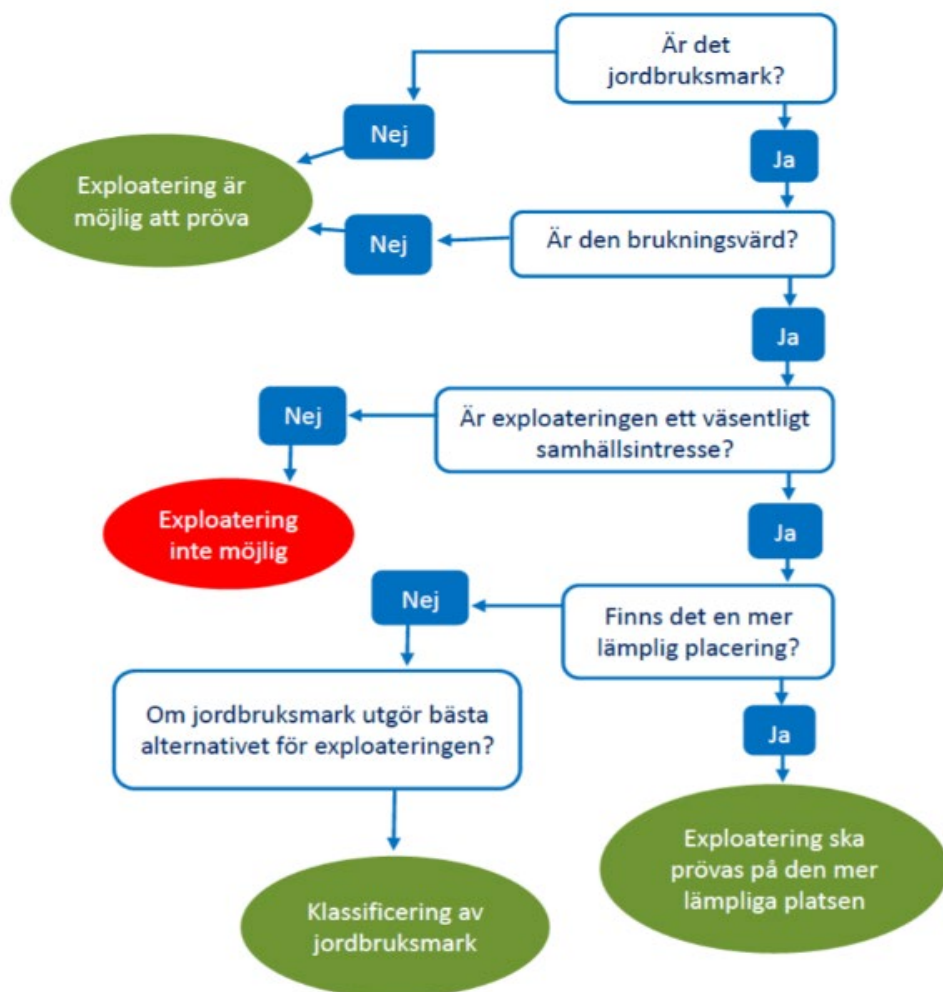 Är det
jordbruksmark?
Nej
Ja
Exploatering är
möjlig att pröva
Nej
Är den brukningsvärd?
Ja
Nej
Är exploateringen ett väsentligt
samhällsintresse?
Exploatering
inte möjlig
Ja
Nej
Finns det en mer
lämplig placering?
Om jordbruksmark utgör bästa
alternativet för exploateringen?
Ja
Exploatering ska
prövas på den mer
lämpliga platsen
Klassificering av
jordbruksmark